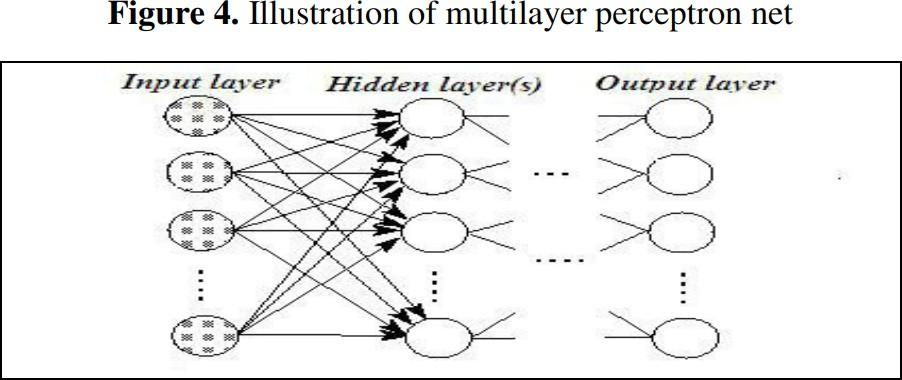 Figure 4. Illustration of multilayer perceptron net
Input layer Hidden layer(s) Output layer